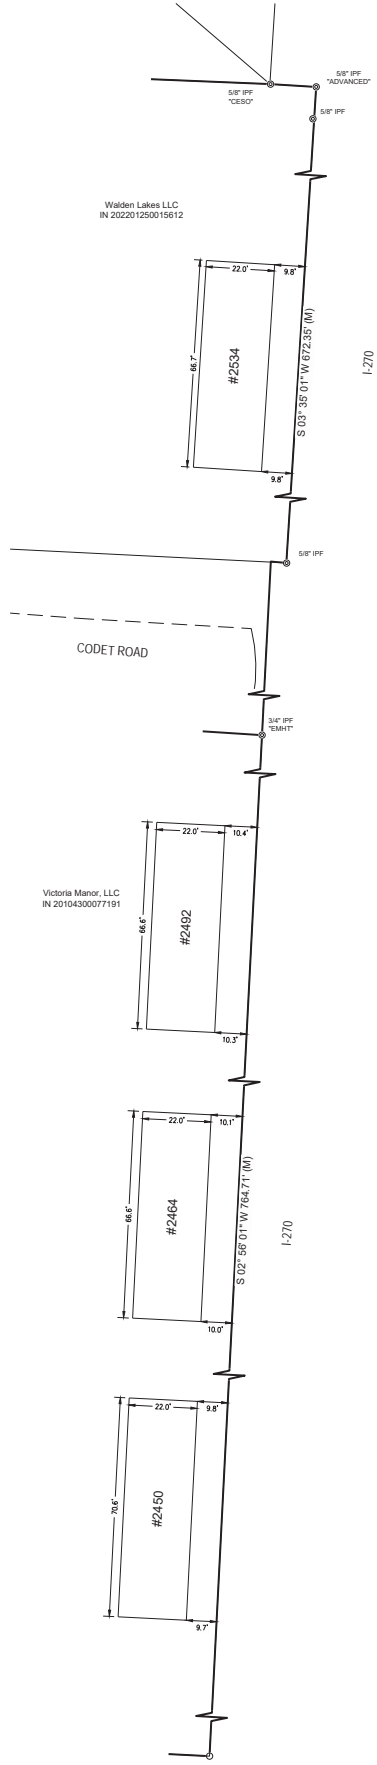 5/8" IPF
"ADVANCED"
5/8" IPF
"CESO"
5/8" IPF
Walden Lakes LLC
IN 202201250015612
22.0'
9.8'
66.7'
#2534
S 03° 35' 01" W 672.35' (M)
I-270
9.8'
5/8" IPF
CODET ROAD
3/4" IPF
"EMHT"
22.0'
10.4'
Victoria Manor, LLC
IN 20104300077191
66.6'
#2492
10.3'
22.0'
10.1'
66.6'
#2464
S 02° 56' 01" W 764.71' (M)
I-270
10.0'
22.0'
9.8'
70.6'
#2450
9.7'